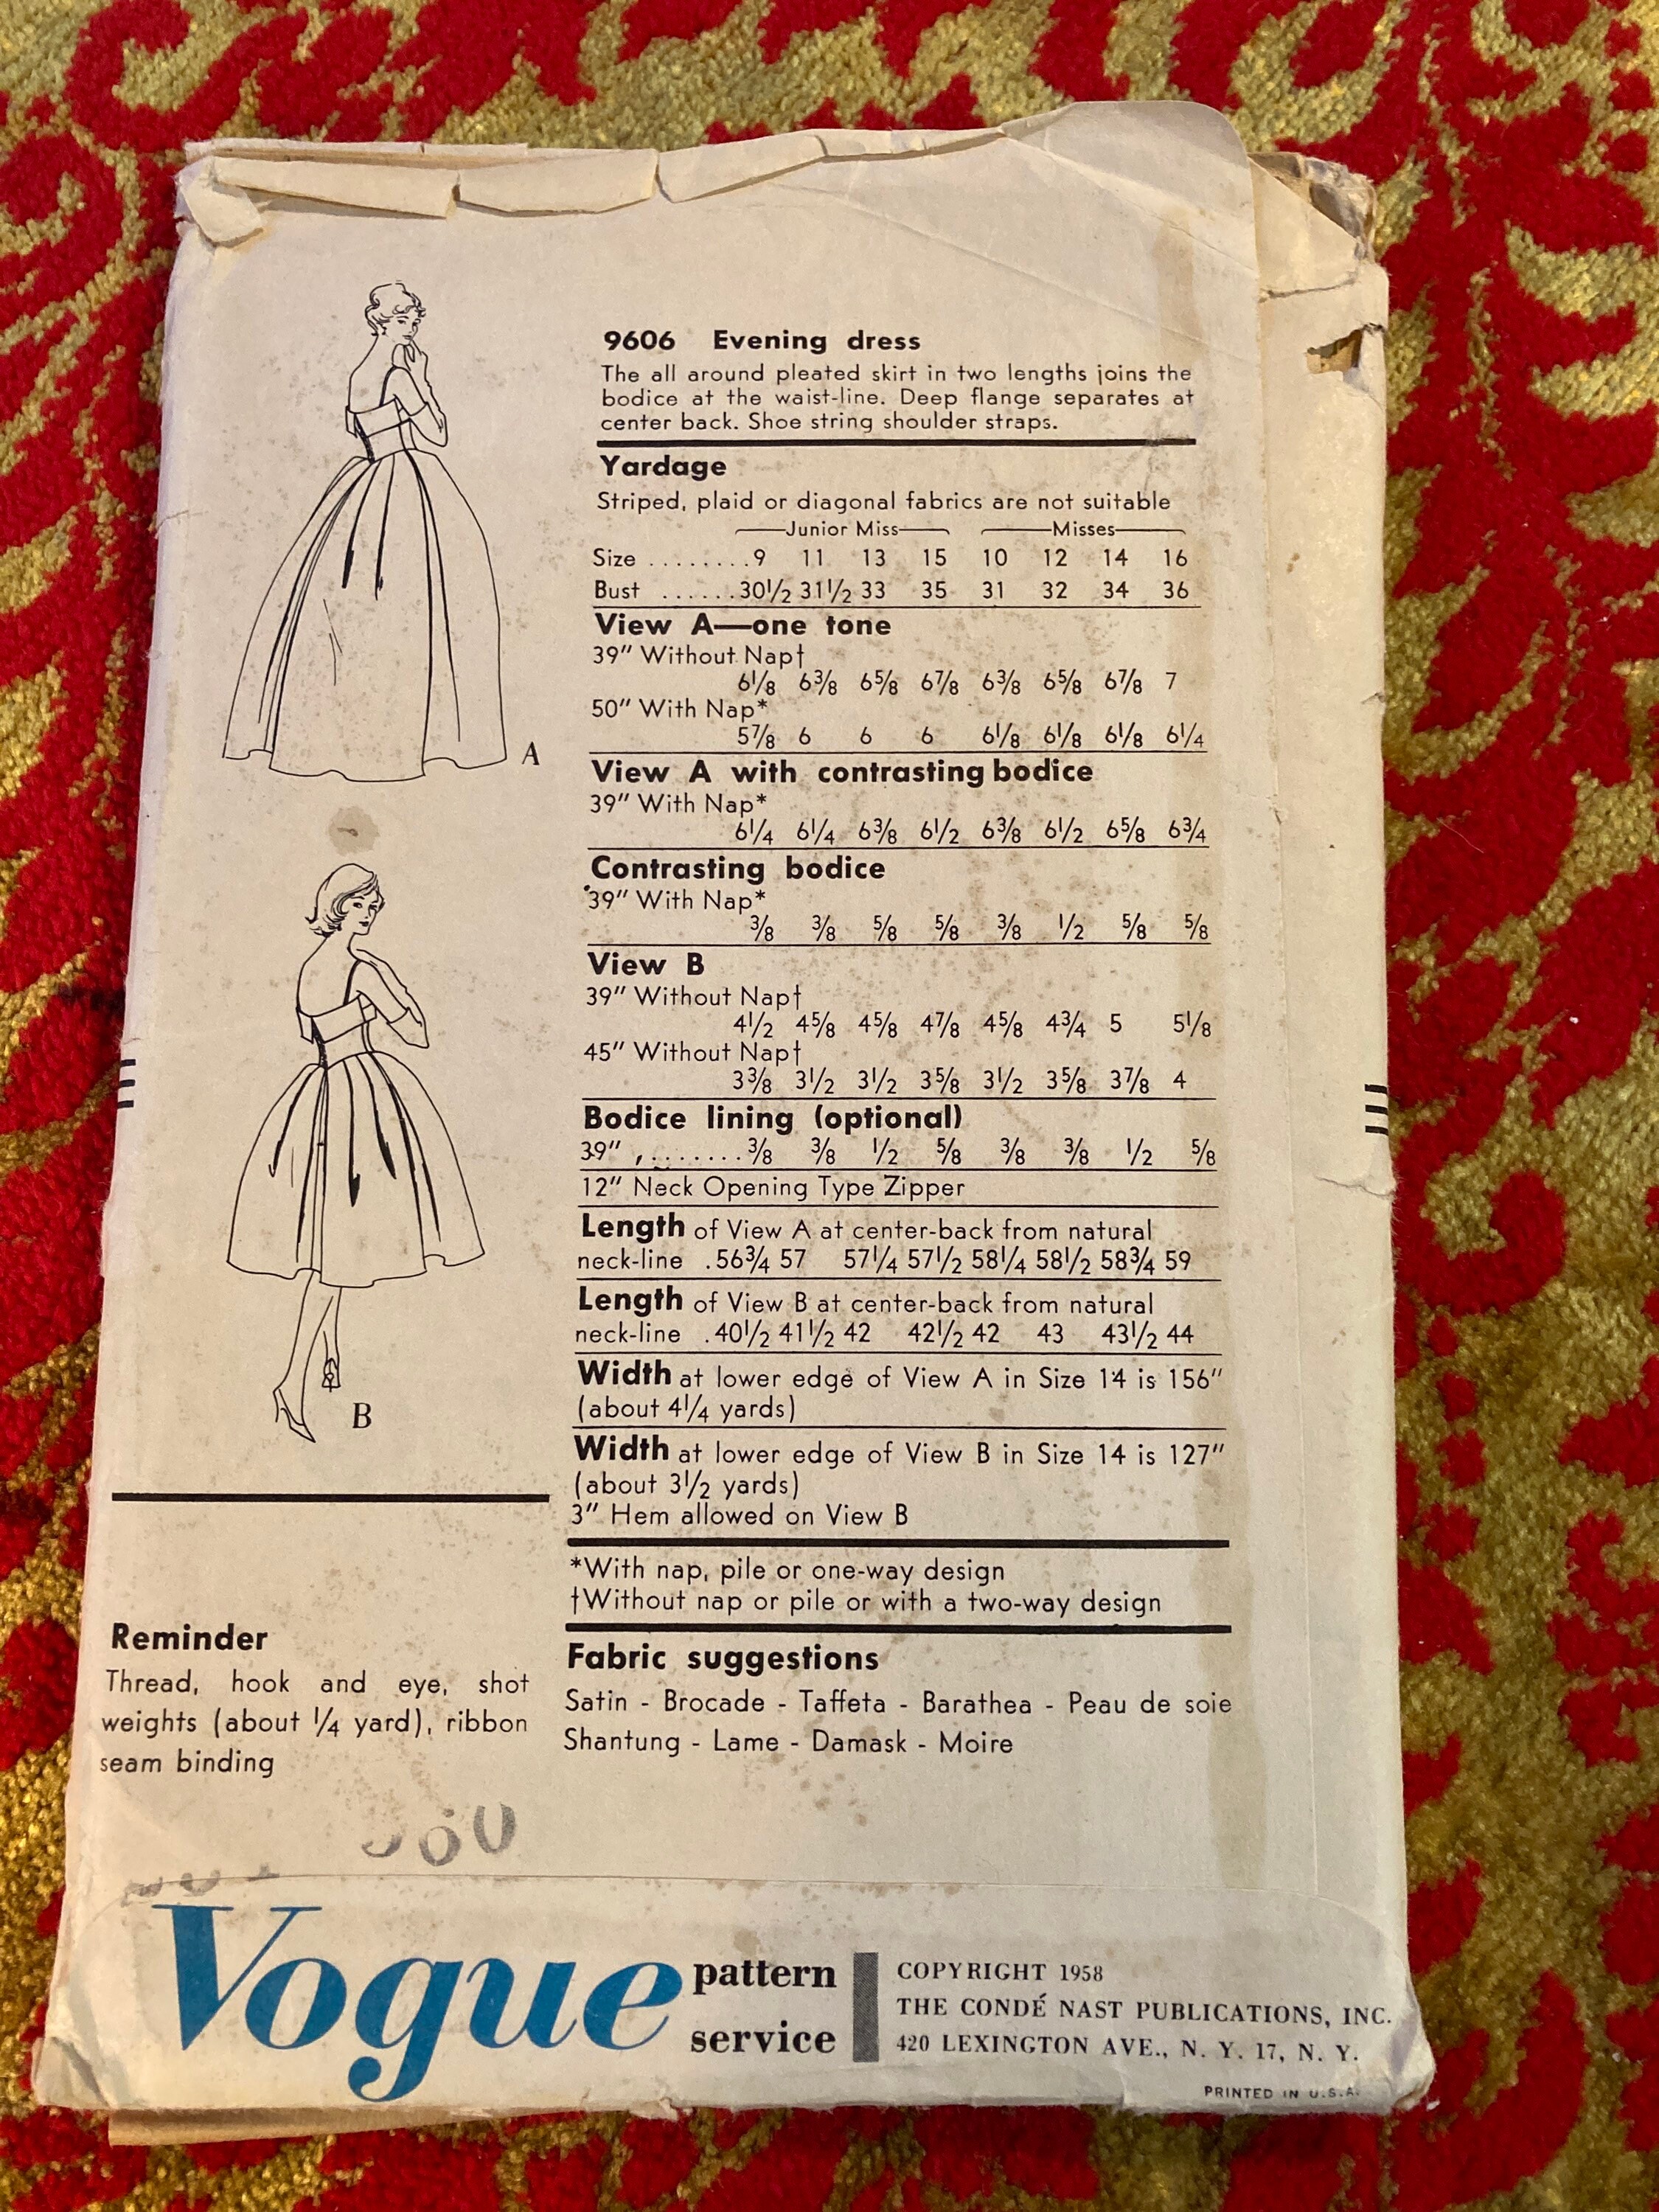 9606 Evening dress
The all around pleated skirt in two lengths joins the
bodice at the waist-line. Deep flange separates at
center back. Shoe string shoulder straps.
Yardage
Striped, plaid or diagonal fabrics are not suitable
Junior Miss Misses
Size ........9 11 13 15 10 12 14 16
Bust ......30½ 31½ 33 35 31 32 34 36
View A—one tone
39" Without Nap†
6⅛ 6⅜ 6⅝ 6⅞ 6⅜ 6⅝ 6⅞ 7
50" With Nap*
5⅞ 6 6 6 6⅛ 6⅛ 6⅛ 6¼
A
View A with contrasting bodice
39" With Nap*
6¼ 6¼ 6⅜ 6½ 6⅜ 6½ 6⅝ 6¾
Contrasting bodice
39" With Nap*
⅜ ⅜ ⅝ ⅝ ⅜ ½ ⅝ ⅝
View B
39" Without Nap†
4½ 4⅝ 4⅝ 4⅞ 4⅝ 4¾ 5 5⅛
45" Without Nap†
3⅜ 3½ 3½ 3⅝ 3½ 3⅝ 3⅞ 4
Bodice lining (optional)
39" ........⅜ ⅜ ½ ⅝ ⅜ ⅜ ½ ⅝
12" Neck Opening Type Zipper
Length of View A at center-back from natural
neck-line .56¾ 57 57¼ 57½ 58¼ 58½ 58¾ 59
Length of View B at center-back from natural
neck-line .40½ 41½ 42 42½ 42 43 43½ 44
Width at lower edge of View A in Size 14 is 156"
(about 4¼ yards)
B
Width at lower edge of View B in Size 14 is 127"
(about 3½ yards)
3" Hem allowed on View B
*With nap, pile or one-way design
†Without nap or pile or with a two-way design
Reminder
Thread, hook and eye, shot
weights (about ¼ yard), ribbon
seam binding
Fabric suggestions
Satin - Brocade - Taffeta - Barathea - Peau de soie
Shantung - Lame - Damask - Moire
Vogue pattern service
COPYRIGHT 1958
THE CONDÉ NAST PUBLICATIONS, INC.
420 LEXINGTON AVE., N. Y. 17, N. Y.
PRINTED IN U.S.A.